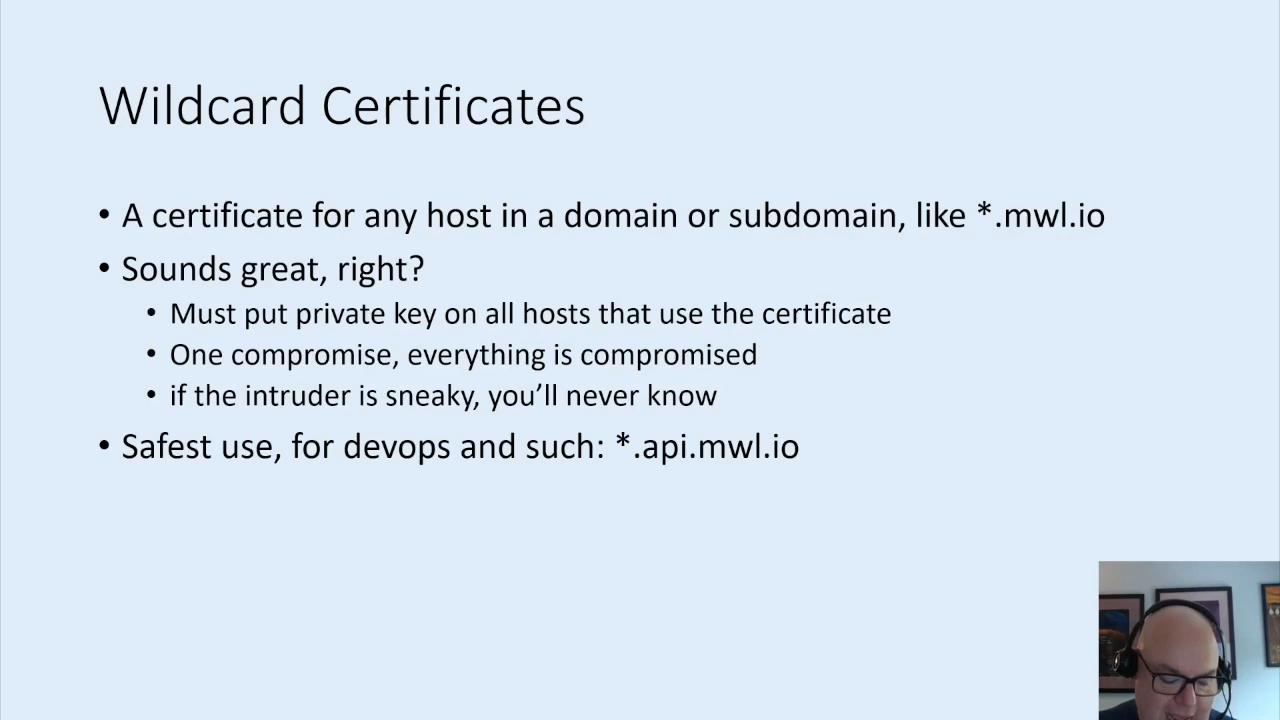 Wildcard Certificates
• A certificate for any host in a domain or subdomain, like *.mwl.io
• Sounds great, right?
• Must put private key on all hosts that use the certificate
• One compromise, everything is compromised
• if the intruder is sneaky, you’ll never know
• Safest use, for devops and such: *.api.mwl.io